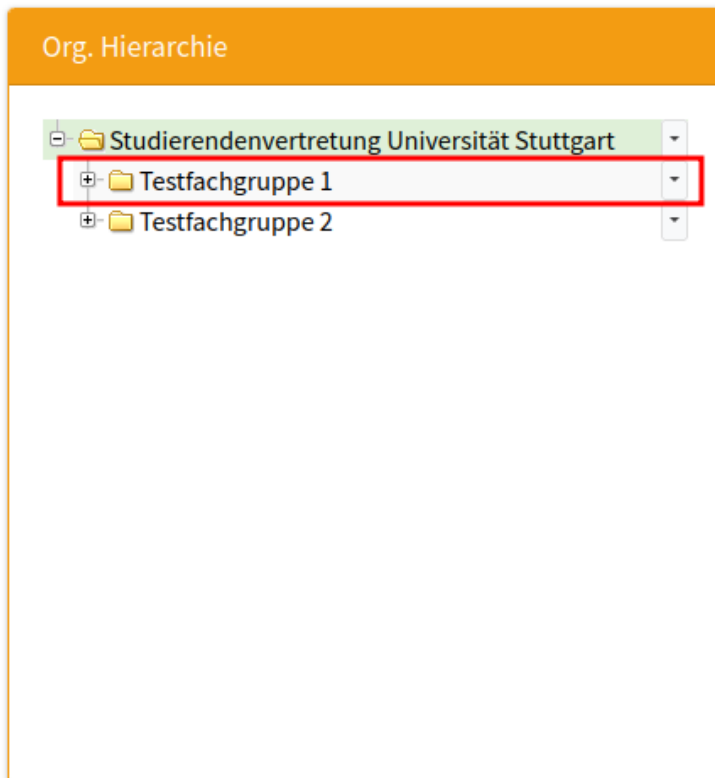 Org. Hierarchie
Studierendenvertretung Universität Stuttgart
Testfachgruppe 1
Testfachgruppe 2